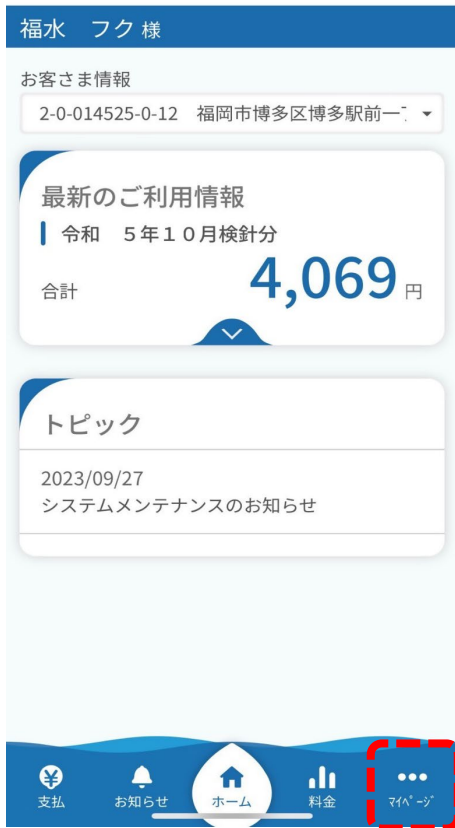 福水　フク 様
お客さま情報
2-0-014525-0-12　福岡市博多区博多駅前一
最新のご利用情報
令和　５年１０月検針分
合計 4,069 円
トピック
2023/09/27
システムメンテナンスのお知らせ
支払 お知らせ ホーム 料金 ﾏｲﾍﾟｰｼﾞ